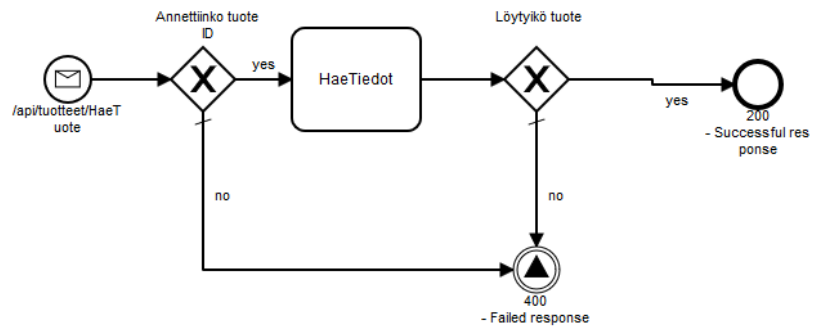 Annettiinko tuote
ID
Löytyikö tuote
yes
HaeTiedot
/api/tuotteet/HaeT
uote
yes
200
- Successful res
ponse
no
no
400
- Failed response